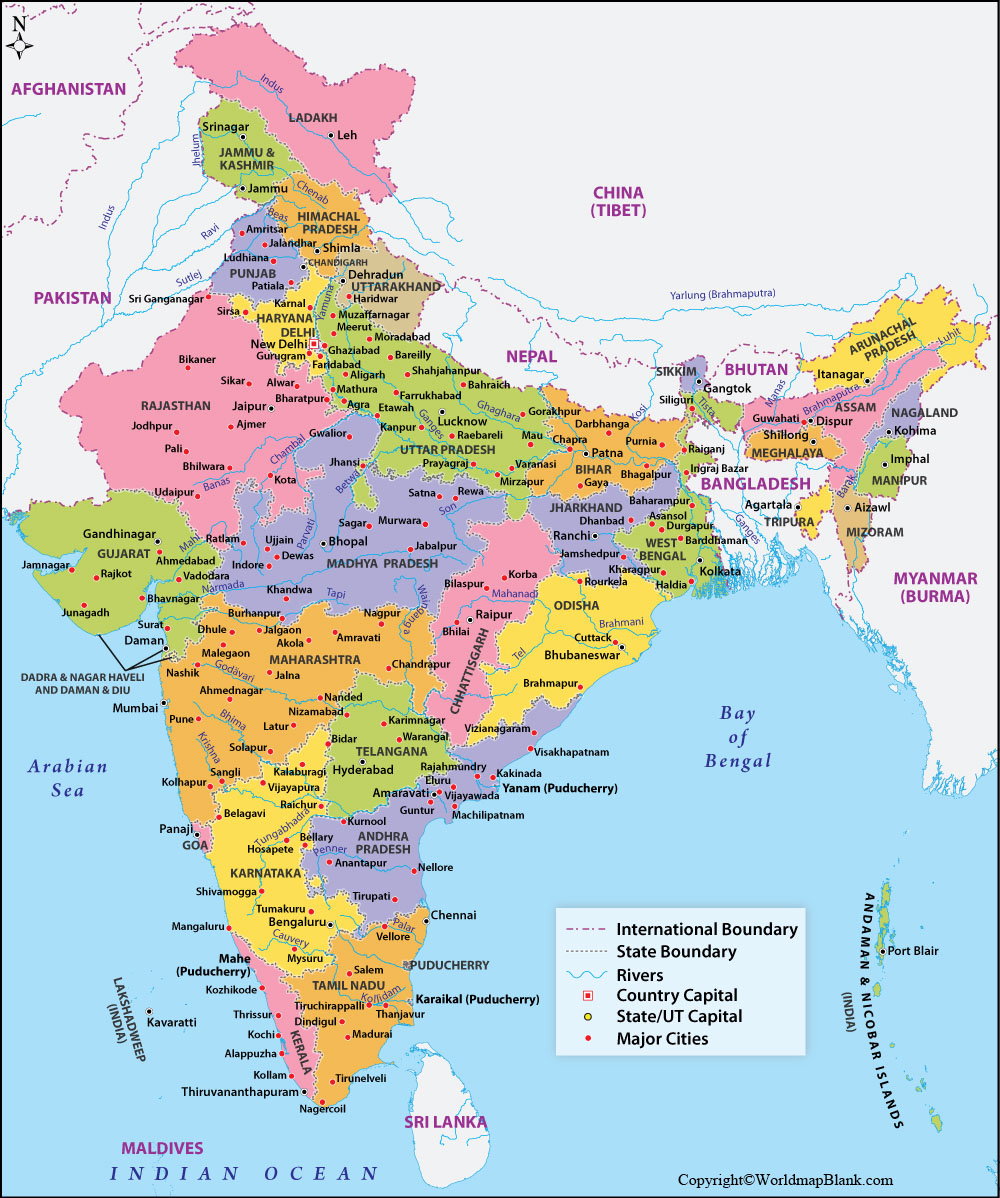 N
AFGHANISTAN
Indus
LADAKH
Leh
Srinagar
Jhelum
JAMMU &
KASHMIR
Jammu
Chenab
CHINA
(TIBET)
Indus
Ravi
Beas
HIMACHAL
PRADESH
Amritsar
Jalandhar
Shimla
Ludhiana
CHANDIGARH
PUNJAB
Sutlej
Patiala
Dehradun
UTTARAKHAND
PAKISTAN
Sri Ganganagar
Haridwar
Karnal
Yamuna
Sirsa
HARYANA
Muzaffarnagar
Meerut
DELHI
New Delhi
Moradabad
Ghaziabad
Gurugram
Bareilly
Faridabad
Yarlung (Brahmaputra)
NEPAL
BHUTAN
SIKKIM
Gangtok
ARUNACHAL
PRADESH
Luhit
Itanagar
Bikaner
Sikar
Alwar
Aligarh
Shahjahanpur
Mathura
Bahraich
Bharatpur
Farrukhabad
RAJASTHAN
Jaipur
Agra
Etawah
Ghaghara
Gorakhpur
Siliguri
Tista
Manas
Brahmaputra
ASSAM
NAGALAND
Guwahati
Dispur
Kohima
Jodhpur
Ajmer
Gwalior
Kanpur
Ganges
Lucknow
Raebareli
Mau
Darbhanga
Kosi
Chapra
Purnia
Shillong
MEGHALAYA
Pali
Chambal
UTTAR PRADESH
Patna
Raiganj
Imphal
MANIPUR
Bhilwara
Jhansi
Prayagraj
Varanasi
BIHAR
Bhagalpur
Ingraj Bazar
Kota
Betwa
Mirzapur
Gaya
BANGLADESH
Barak
Udaipur
Banas
Satna
Rewa
Son
JHARKHAND
Baharampur
Agartala
Aizawl
TRIPURA
MIZORAM
Gandhinagar
Mahi
Ratlam
Ujjain
Parvati
Sagar
Murwara
Dhanbad
Asansol
Durgapur
Ganges
Ranchi
Barddhaman
WEST
BENGAL
GUJARAT
Ahmedabad
Dewas
Bhopal
Jabalpur
MADHYA PRADESH
Jamshedpur
Jamnagar
Rajkot
Indore
Vadodara
Kharagpur
Kolkata
Haldia
MYANMAR
(BURMA)
Narmada
Khandwa
Tapi
Wainganga
Bilaspur
Korba
Rourkela
Mahanadi
Bhavnagar
Junagadh
Burhanpur
Nagpur
Raipur
ODISHA
Surat
Dhule
Jalgaon
Akola
Amravati
Bhilai
Brahmani
Cuttack
Daman
Malegaon
MAHARASHTRA
Chandrapur
CHHATTISGARH
Tel
Bhubaneswar
DADRA & NAGAR HAVELI
AND DAMAN & DIU
Nashik
Godavari
Jalna
Brahmapur
Ahmednagar
Nanded
Mumbai
Nizamabad
Karimnagar
Pune
Bhima
Latur
Warangal
Vizianagaram
Bay
of
Bengal
Krishna
Bidar
Solapur
TELANGANA
Visakhapatnam
Arabian
Sea
Hyderabad
Rajahmundry
Kalaburagi
Sangli
Eluru
Kakinada
Kolhapur
Vijayapura
Amaravati
Vijayawada
Yanam (Puducherry)
Raichur
Guntur
Machilipatnam
Belagavi
Kurnool
Panaji
GOA
Tungabhadra
Bellary
Hosapete
Penner
ANDHRA
PRADESH
Anantapur
Nellore
KARNATAKA
Shivamogga
Tirupati
Tumakuru
Chennai
Bengaluru
Mangaluru
Palar
Vellore
Cauvery
Mysuru
Mahe
(Puducherry)
PUDUCHERRY
Salem
TAMIL NADU
Kozhikode
Kollidam
Karaikal (Puducherry)
Tiruchirappalli
Thanjavur
Thrissur
Dindigul
LAKSHADWEEP
(INDIA)
Kavaratti
Kochi
KERALA
Madurai
Alappuzha
Kollam
Tirunelveli
Thiruvananthapuram
Nagercoil
SRI LANKA
MALDIVES
INDIAN OCEAN
International Boundary
State Boundary
Rivers
Country Capital
State/UT Capital
Major Cities
ANDAMAN & NICOBAR ISLANDS
(INDIA)
Port Blair
Copyright©WorldmapBlank.com